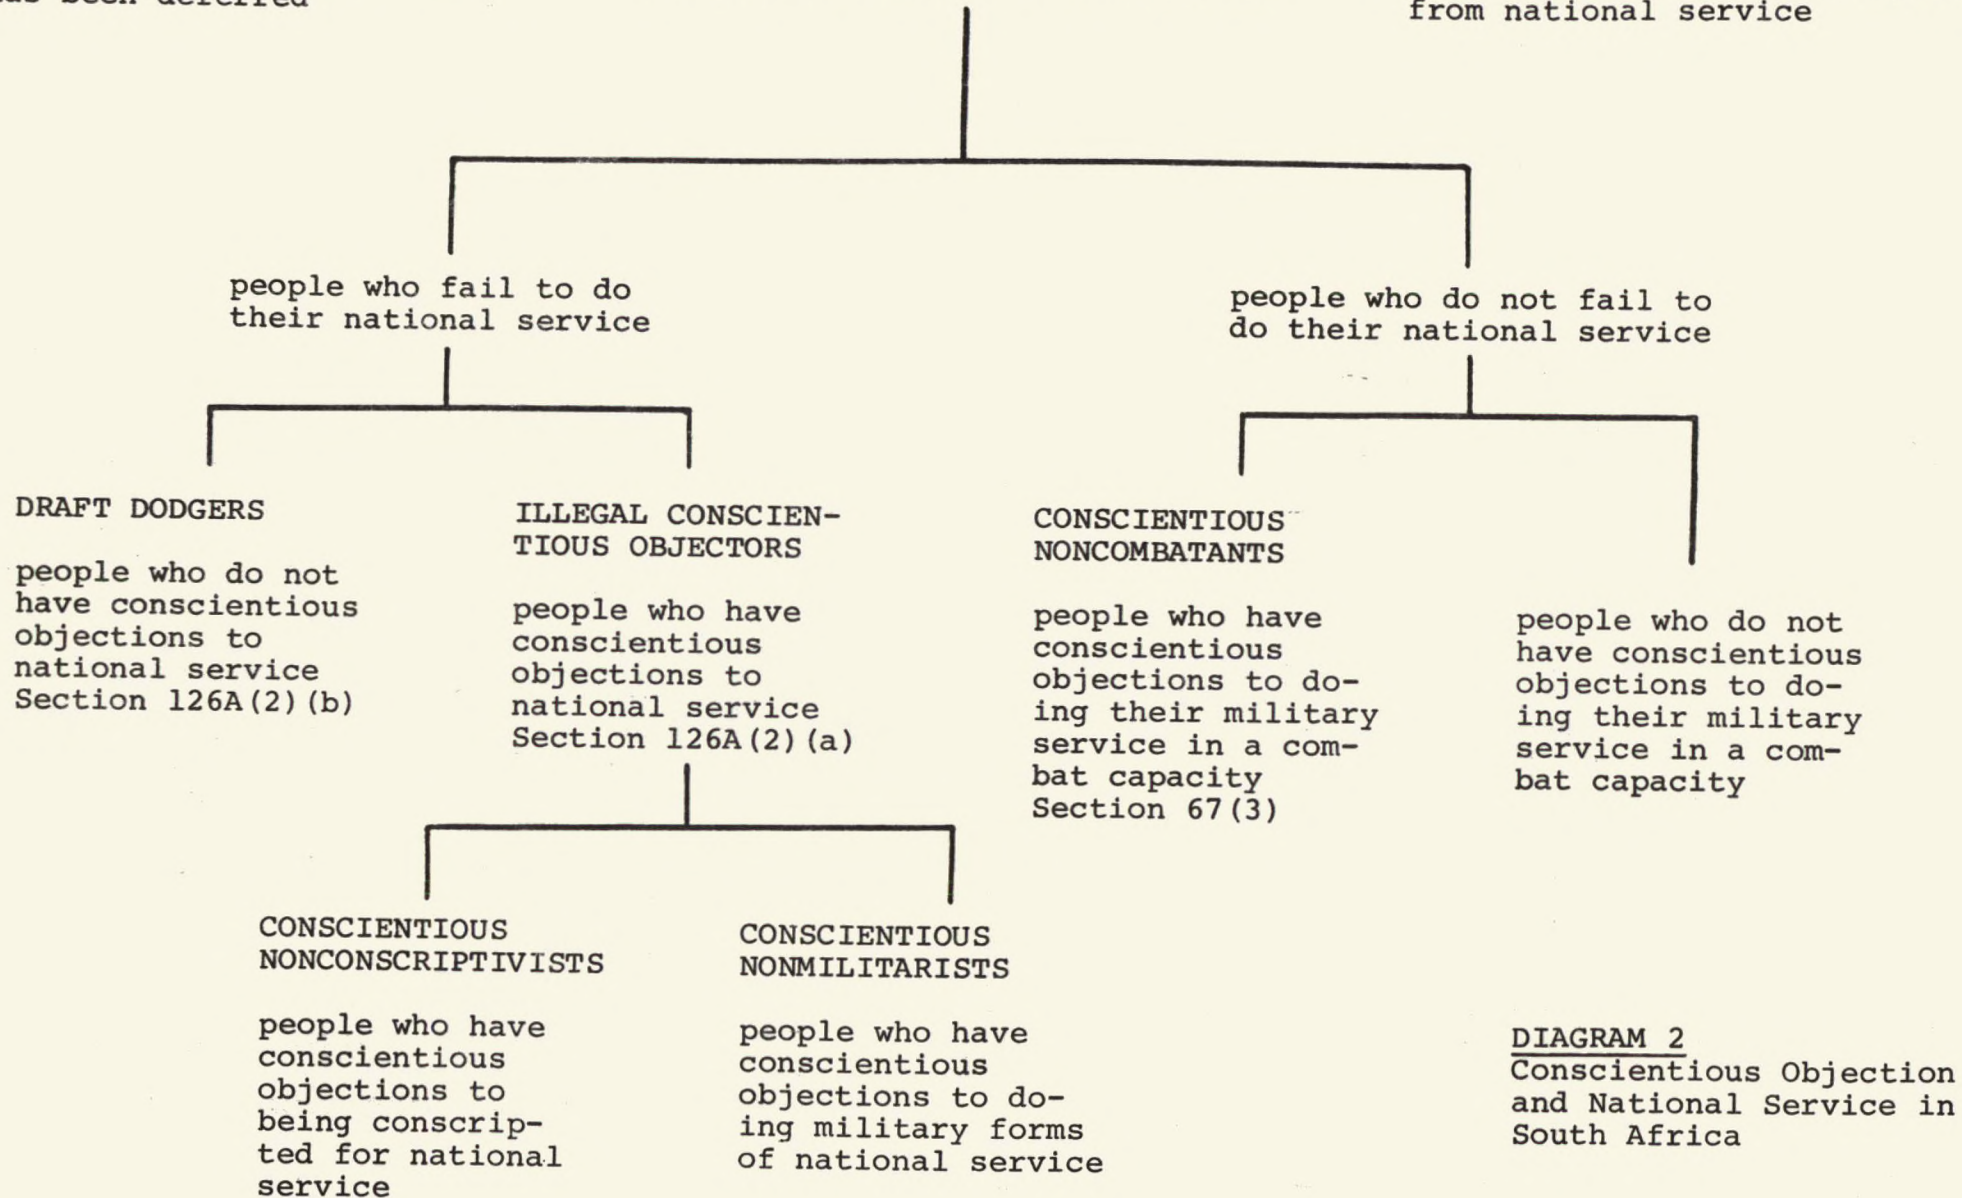 been deferred
from national service
people who fail to do
their national service
people who do not fail to
do their national service
DRAFT DODGERS
people who do not
have conscientious
objections to
national service
Section 126A(2)(b)
ILLEGAL CONSCIEN-
TIOUS OBJECTORS
people who have
conscientious
objections to
national service
Section 126A(2)(a)
CONSCIENTIOUS
NONCOMBATANTS
people who have
conscientious
objections to do-
ing their military
service in a com-
bat capacity
Section 67(3)
people who do not
have conscientious
objections to do-
ing their military
service in a com-
bat capacity
CONSCIENTIOUS
NONCONSCRIPTIVISTS
people who have
conscientious
objections to
being conscrip-
ted for national
service
CONSCIENTIOUS
NONMILITARISTS
people who have
conscientious
objections to do-
ing military forms
of national service
DIAGRAM 2
Conscientious Objection
and National Service in
South Africa